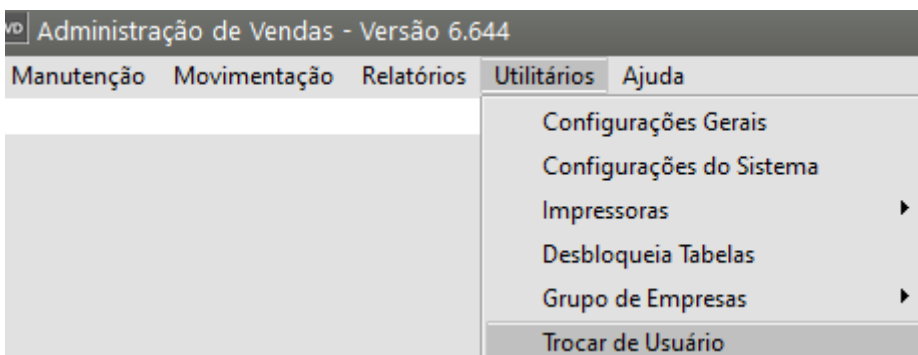 VD Administração de Vendas - Versão 6.644
Manutenção Movimentação Relatórios Utilitários Ajuda
Configurações Gerais
Configurações do Sistema
Impressoras
Desbloqueia Tabelas
Grupo de Empresas
Trocar de Usuário